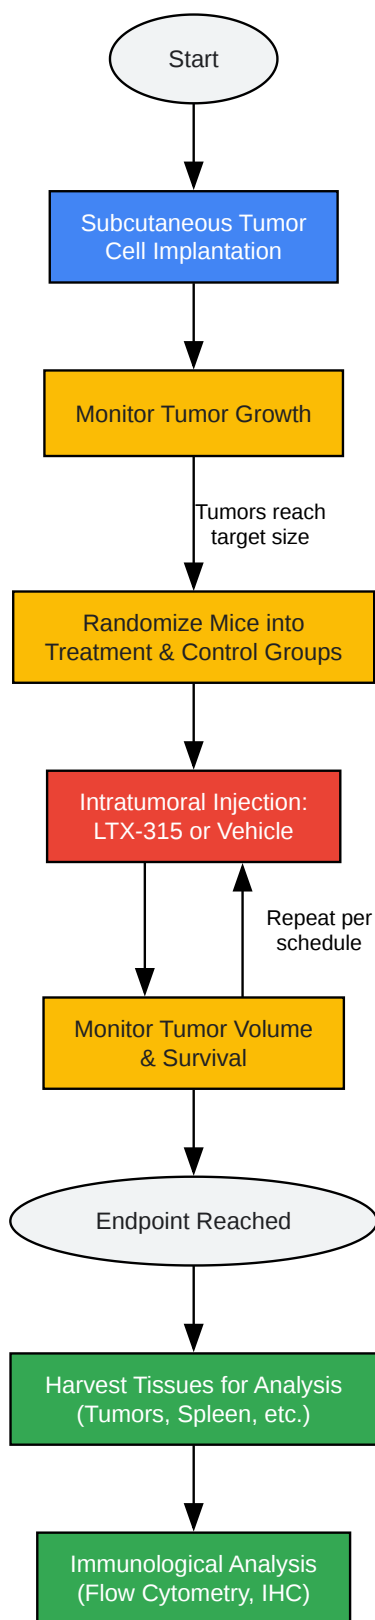 Start
Subcutaneous Tumor
Cell Implantation
Monitor Tumor Growth
Tumors reach
target size
Randomize Mice into
Treatment & Control Groups
Intratumoral Injection:
LTX-315 or Vehicle
Repeat per
schedule
Monitor Tumor Volume
& Survival
Endpoint Reached
Harvest Tissues for Analysis
(Tumors, Spleen, etc.)
Immunological Analysis
(Flow Cytometry, IHC)